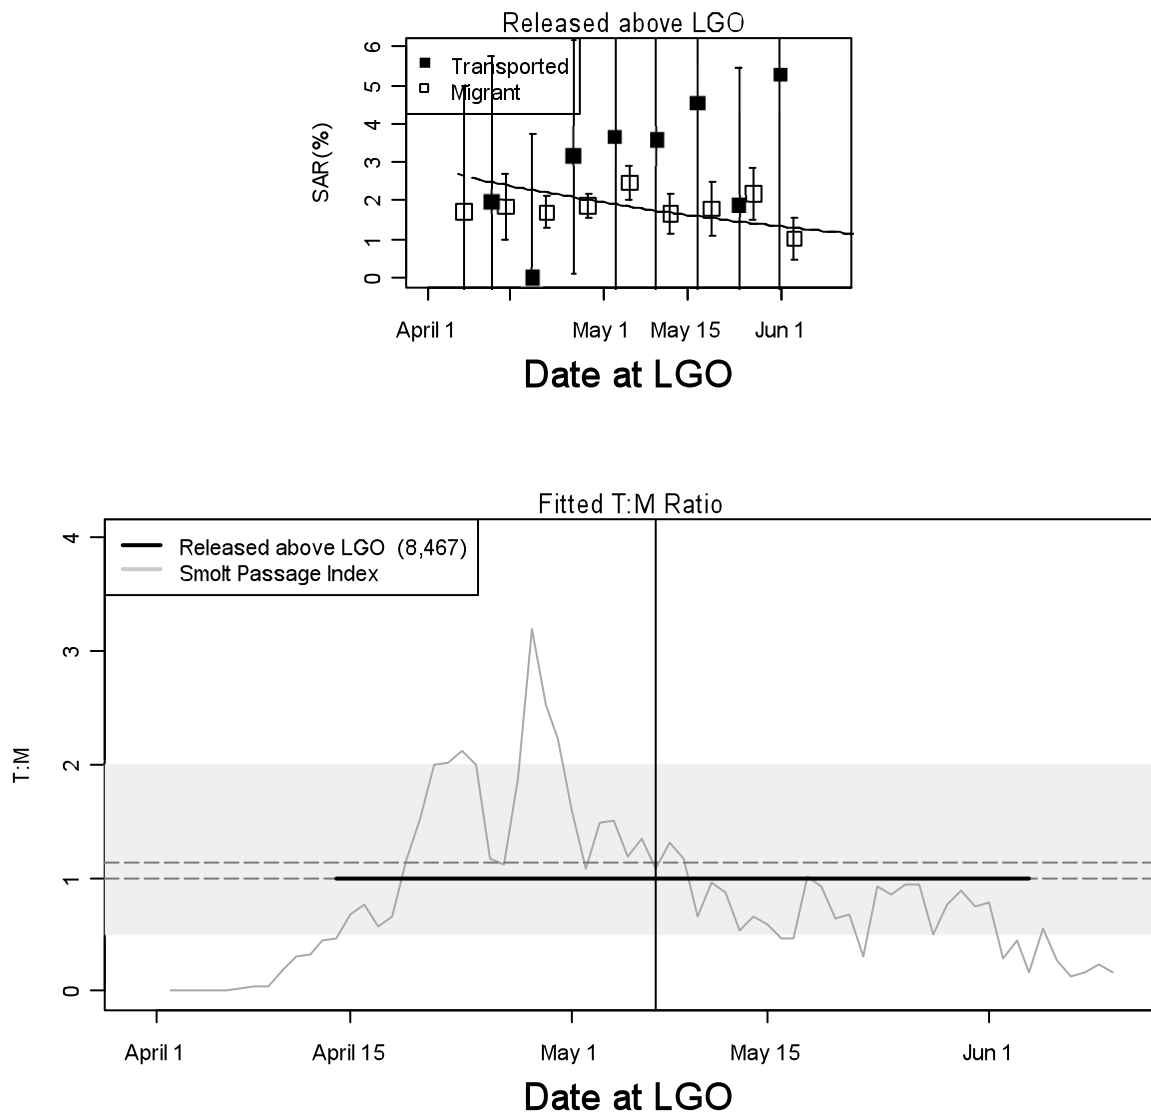 Released above LGO
6
5
4
3
2
1
0
SAR(%)
Transported
Migrant
April 1
May 1
May 15
Jun 1
Date at LGO
Fitted T:M Ratio
4
3
2
1
0
T:M
Released above LGO (8,467)
Smolt Passage Index
April 1
April 15
May 1
May 15
Jun 1
Date at LGO